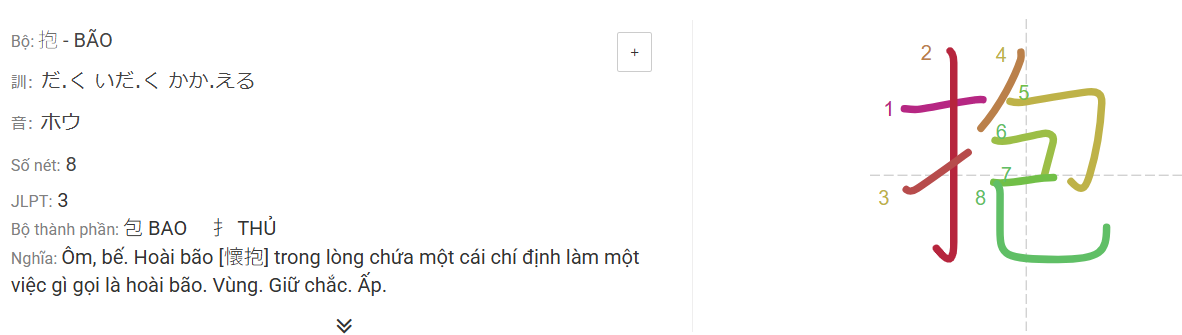 Bộ: 抱 - BÃO
+
訓: だ.く いだ.く かか.える
音: ホウ
Số nét: 8
JLPT: 3
Bộ thành phần: 包 BAO 扌 THỦ
Nghĩa: Ôm, bế. Hoài bão [懷抱] trong lòng chứa một cái chí định làm một
việc gì gọi là hoài bão. Vùng. Giữ chắc. Ấp.
抱
1
2
3
4
5
6
7
8